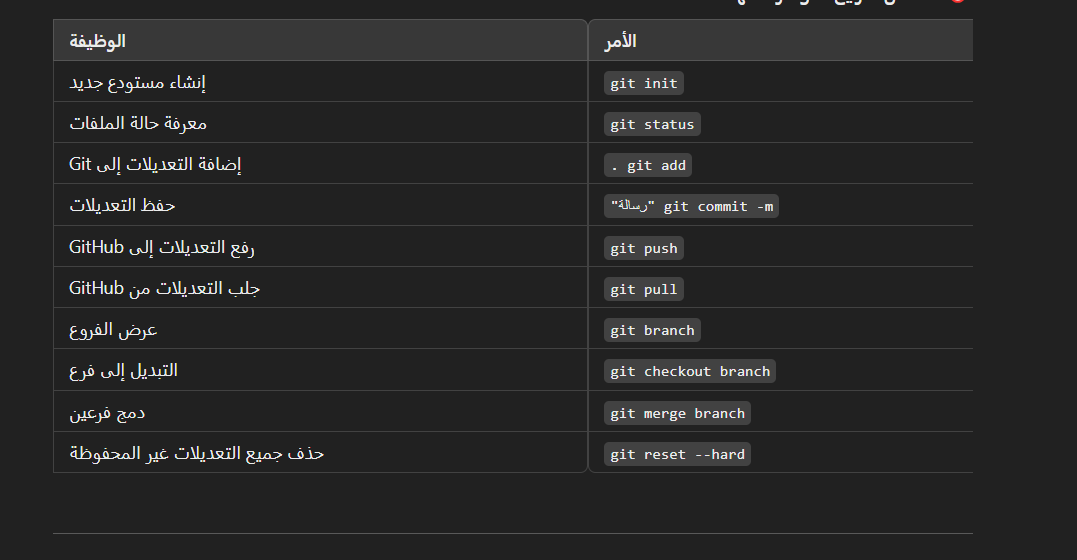 الأمر الوظيفة
git init إنشاء مستودع جديد
git status معرفة حالة الملفات
. git add إضافة التعديلات إلى Git
"رسالة" git commit -m حفظ التعديلات
git push رفع التعديلات إلى GitHub
git pull جلب التعديلات من GitHub
git branch عرض الفروع
git checkout branch التبديل إلى فرع
git merge branch دمج فرعين
git reset --hard حذف جميع التعديلات غير المحفوظة